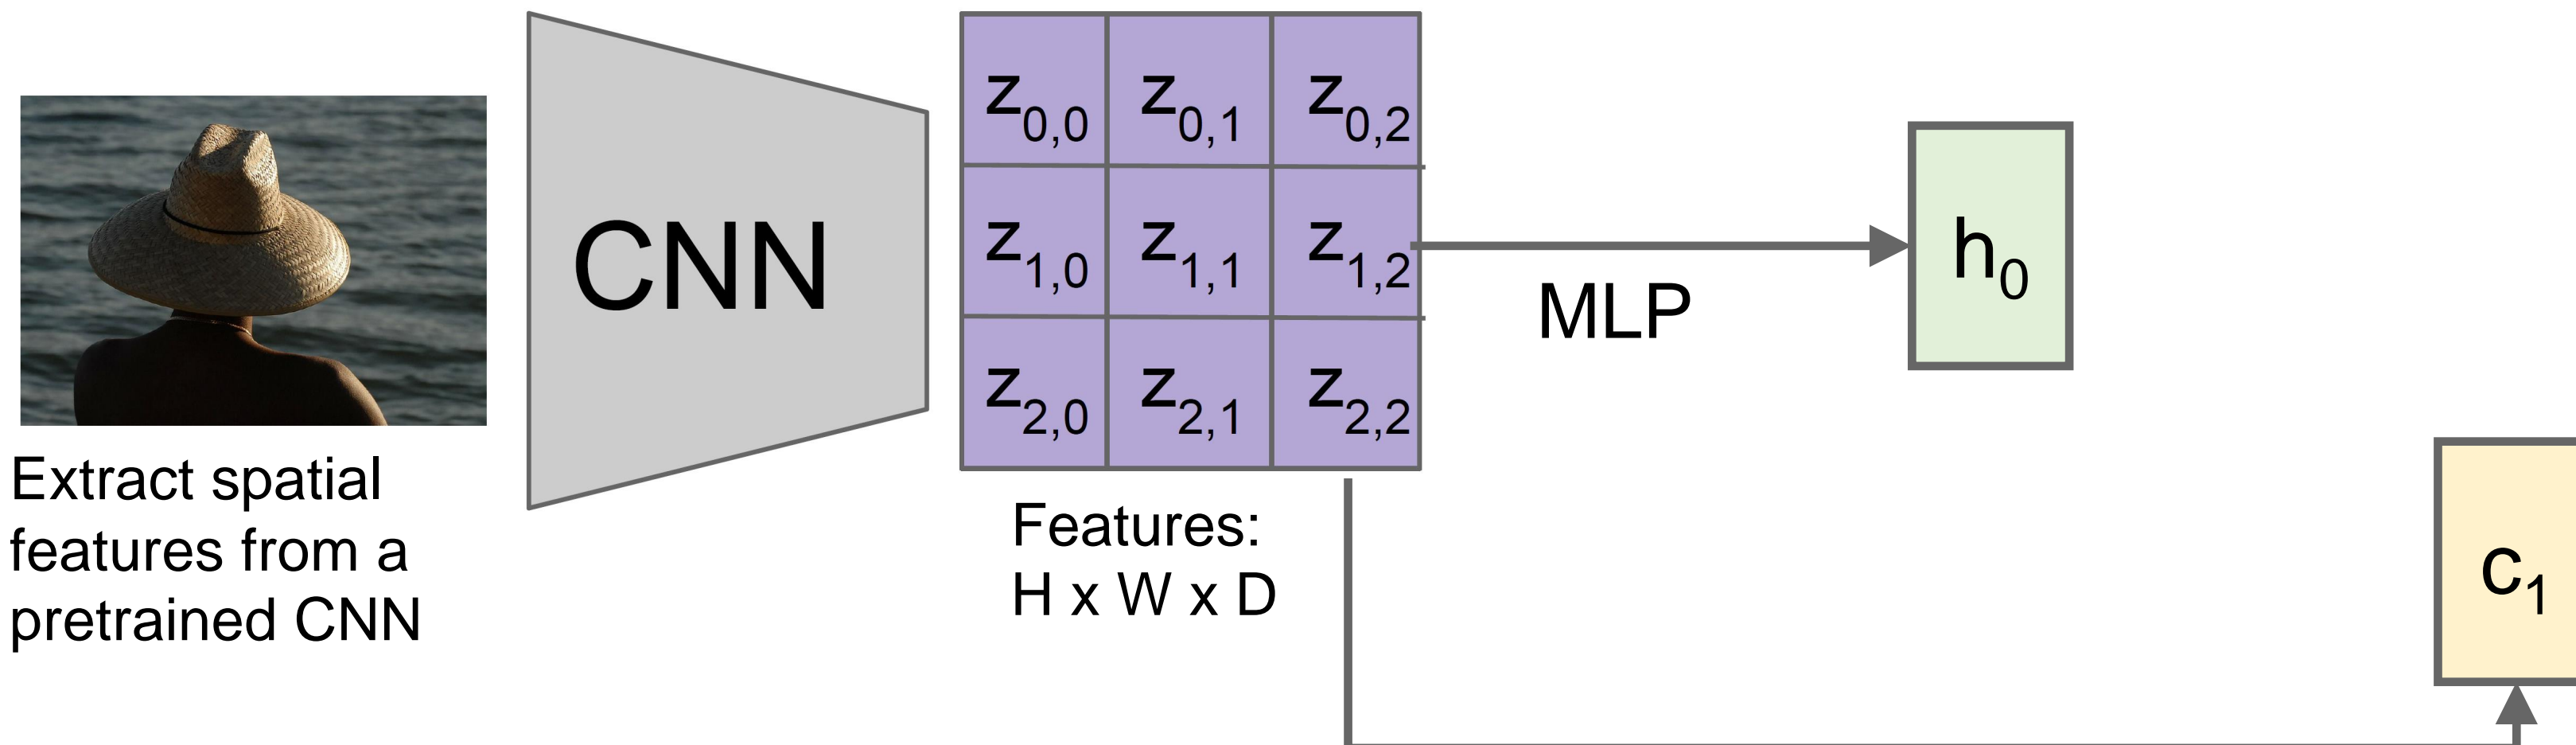 CNN
z0,0 z0,1 z0,2
z1,0 z1,1 z1,2
z2,0 z2,1 z2,2
MLP
h0
Extract spatial
features from a
pretrained CNN
Features:
H x W x D
c1